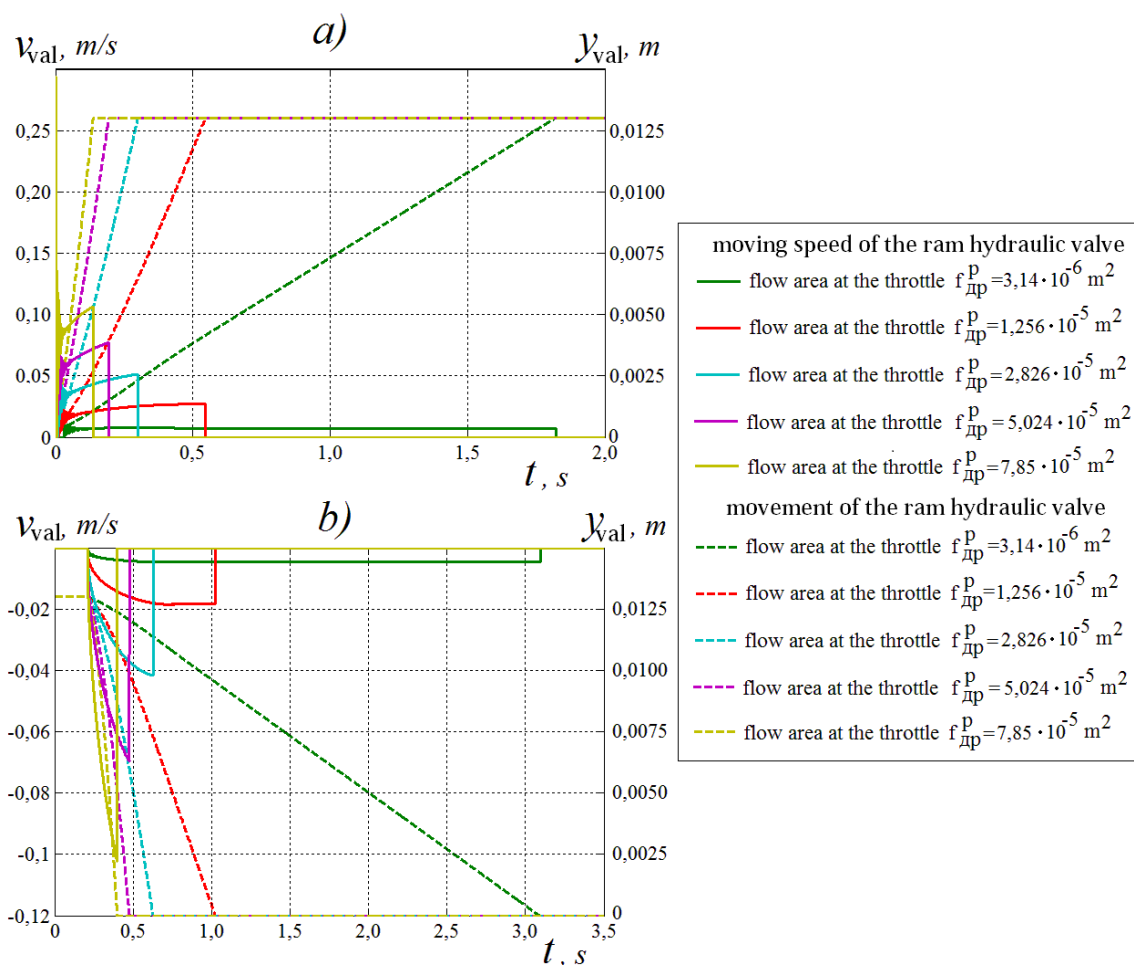 a)
v_val, m/s
y_val, m
0,25
0,20
0,15
0,10
0,05
0
0,0125
0,0100
0,0075
0,0050
0,0025
0
0 0,5 1,0 1,5 2,0
t, s
b)
v_val, m/s
y_val, m
-0,02
-0,04
-0,06
-0,08
-0,1
-0,12
0,0125
0,0100
0,0075
0,0050
0,0025
0
0 0,5 1,0 1,5 2,0 2,5 3,0 3,5
t, s
moving speed of the ram hydraulic valve
flow area at the throttle f^p_др=3,14·10^-6 m^2
flow area at the throttle f^p_др=1,256·10^-5 m^2
flow area at the throttle f^p_др=2,826·10^-5 m^2
flow area at the throttle f^p_др=5,024·10^-5 m^2
flow area at the throttle f^p_др=7,85·10^-5 m^2
movement of the ram hydraulic valve
flow area at the throttle f^p_др=3,14·10^-6 m^2
flow area at the throttle f^p_др=1,256·10^-5 m^2
flow area at the throttle f^p_др=2,826·10^-5 m^2
flow area at the throttle f^p_др=5,024·10^-5 m^2
flow area at the throttle f^p_др=7,85·10^-5 m^2